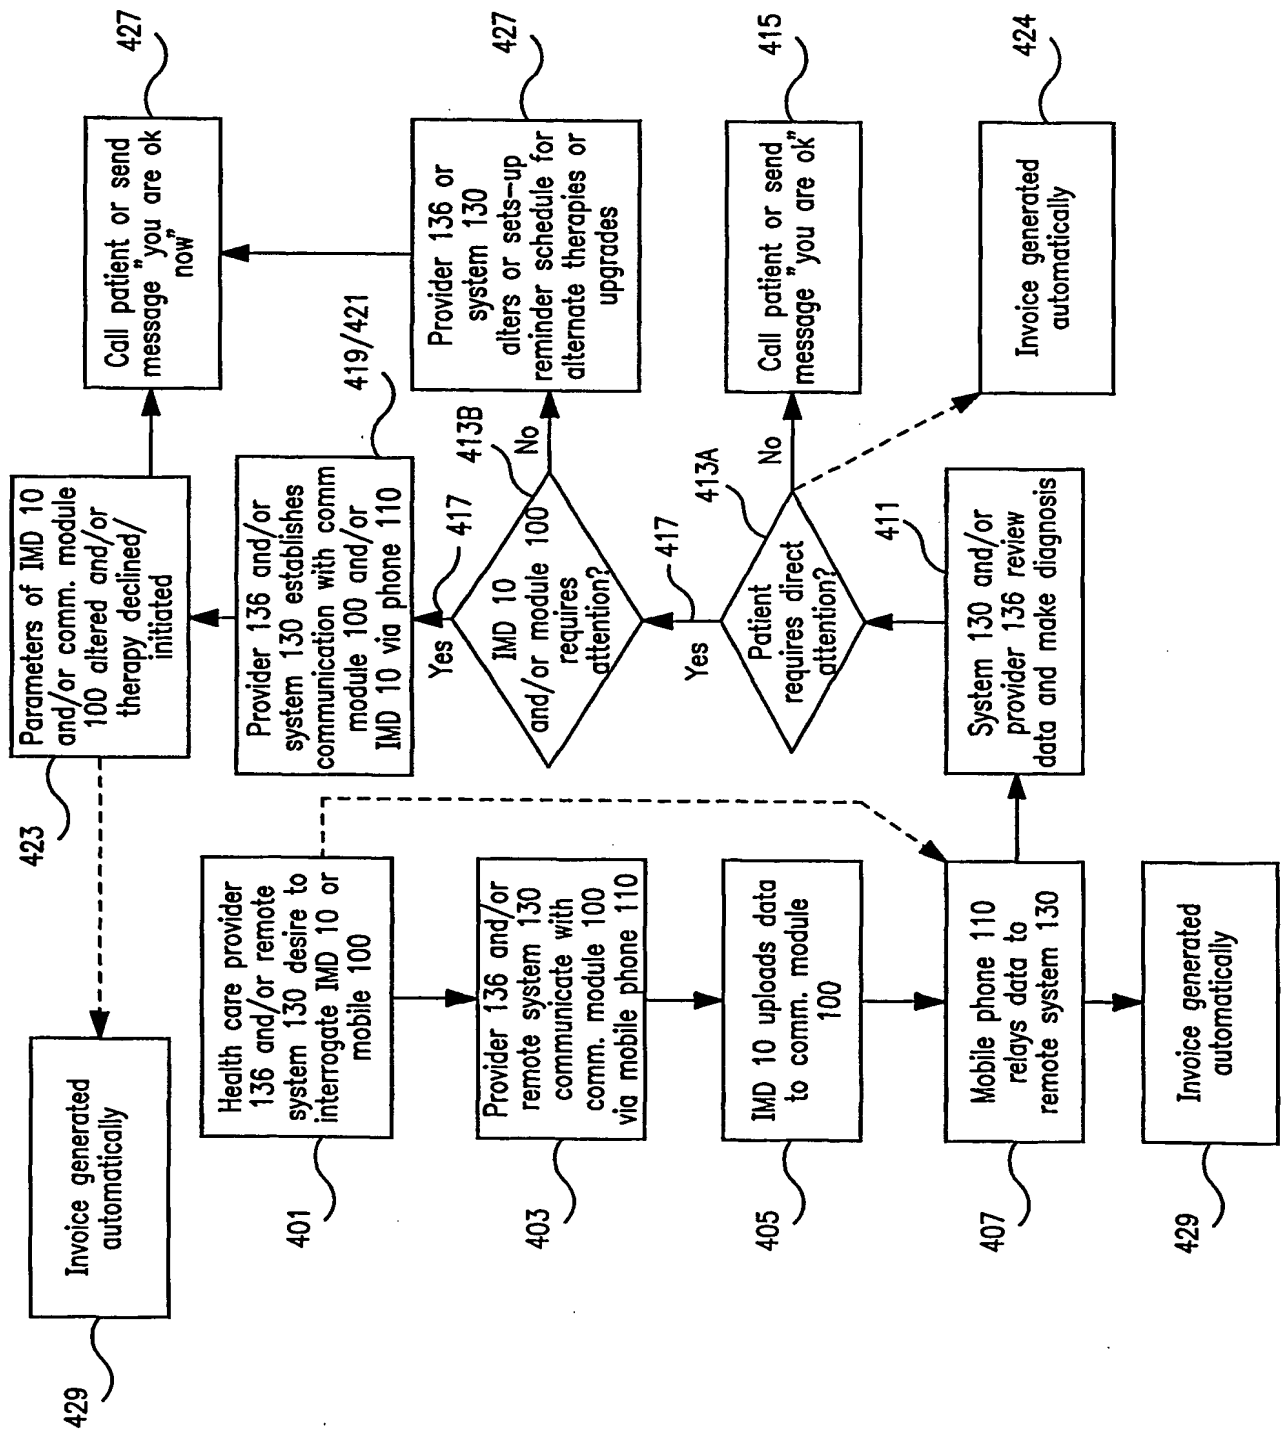 427
Call patient or send
message "you are ok
now"
427
Provider 136 or
system 130
alters or sets-up
reminder schedule for
alternate therapies or
upgrades
415
Call patient or send
message "you are ok"
424
Invoice generated
automatically
Parameters of IMD 10
and/or comm. module
100 altered and/or
therapy declined/
initiated
423
419/421
Provider 136 and/or
system 130 establishes
communication with comm
module 100 and/or
IMD 10 via phone 110
413B
No
417
Yes
IMD 10
and/or module 100
requires
attention?
413A
No
417
Yes
Patient
requires direct
attention?
411
System 130 and/or
provider 136 review
data and make diagnosis
Health care provider
136 and/or remote
system 130 desire to
interrogate IMD 10 or
mobile 100
401
Provider 136 and/or
remote system 130
communicate with
comm. module 100
via mobile phone 110
403
IMD 10 uploads data
to comm. module
100
405
Mobile phone 110
relays data to
remote system 130
407
Invoice generated
automatically
429
Invoice generated
automatically
429